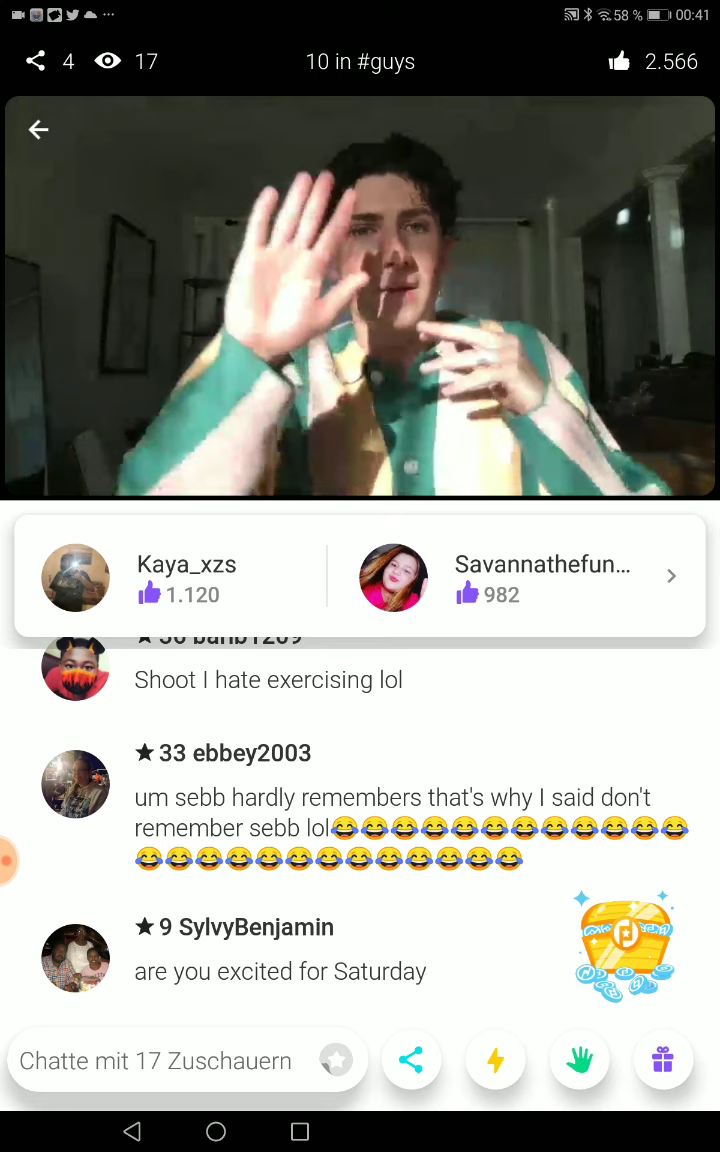 58 % 00:41
4 17 10 in #guys 2.566
Kaya_xzs Savannathefun...
1.120 982
Shoot I hate exercising lol
★ 33 ebbey2003
um sebb hardly remembers that's why I said don't
remember sebb lol😂😂😂😂😂😂😂😂😂😂😂😂
😂😂😂😂😂😂😂😂😂😂😂😂😂
★ 9 SylvyBenjamin
are you excited for Saturday
Chatte mit 17 Zuschauern